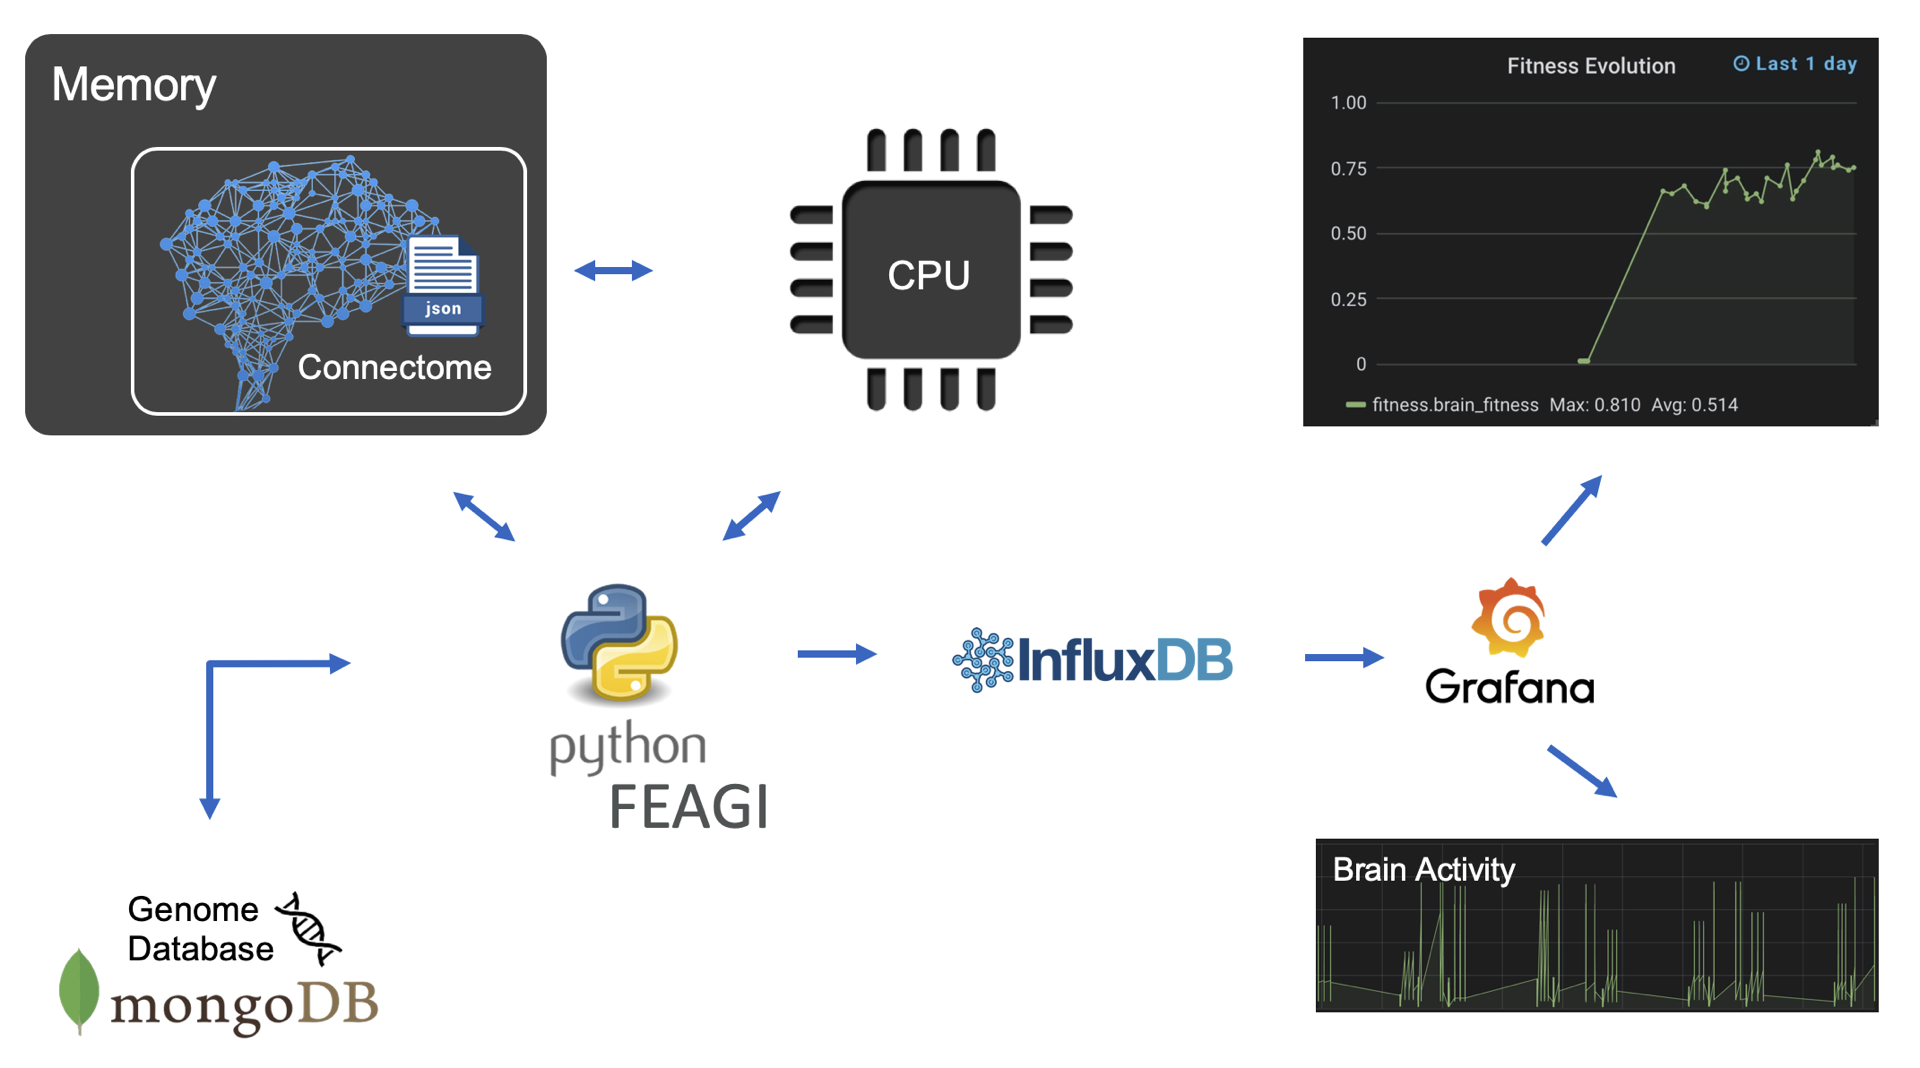 Memory
json
Connectome
CPU
Fitness Evolution
Last 1 day
1.00
0.75
0.50
0.25
0
fitness.brain_fitness Max: 0.810 Avg: 0.514
python
FEAGI
InfluxDB
Grafana
Genome
Database
mongoDB
Brain Activity